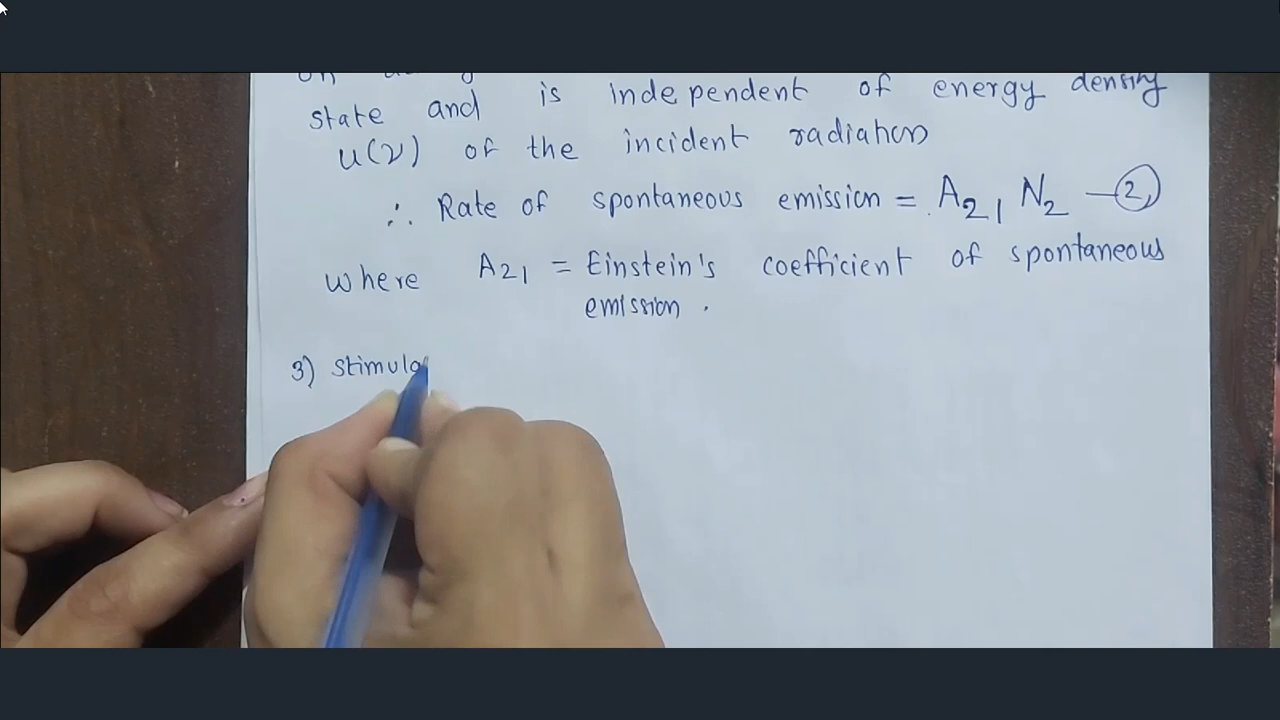 state and is independent of energy density
u(ν) of the incident radiation
∴ Rate of spontaneous emission = A21 N2 — 2
where A21 = Einstein's coefficient of spontaneous
emission .
3) Stimula